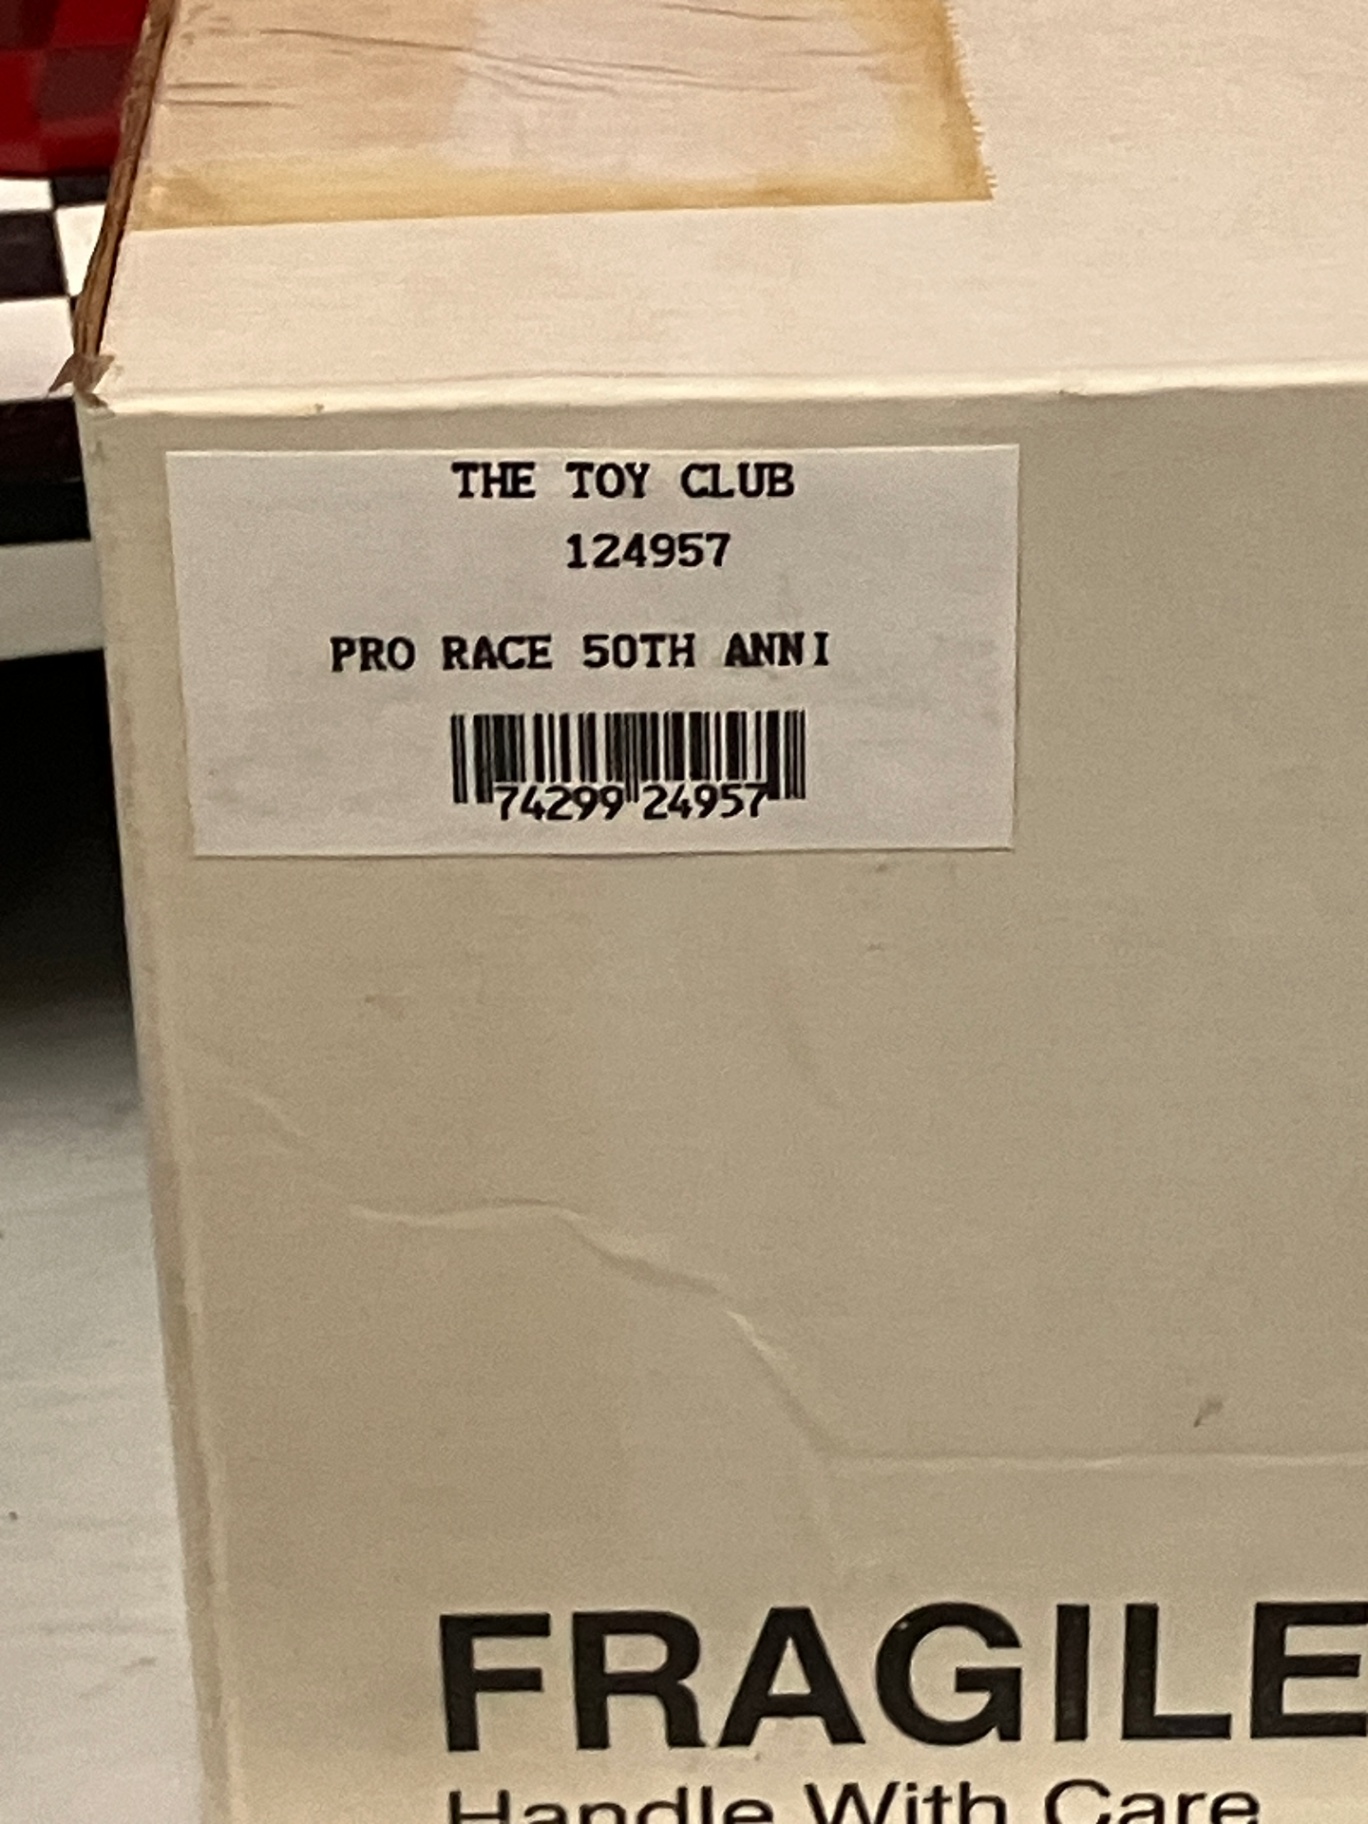 THE TOY CLUB
124957
PRO RACE 50TH ANNI
74299 24957
FRAGILE
Handle With Care